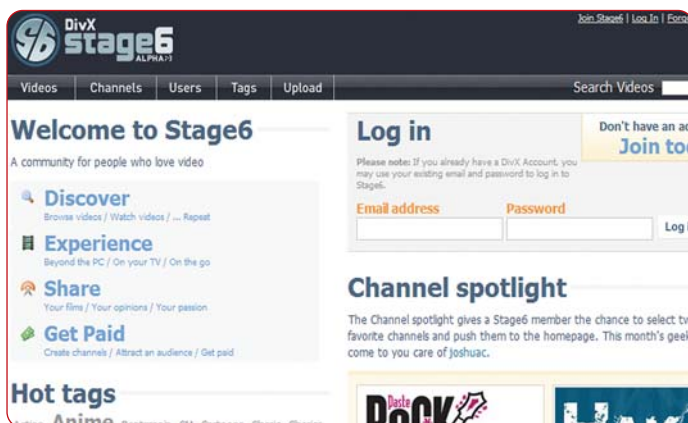 DivX
stage6
ALPHA
Join Stage6 | Log In |
Videos Channels Users Tags Upload
Search Videos
Welcome to Stage6
A community for people who love video
Discover
Browse videos / Watch videos / ... Repeat
Experience
Beyond the PC / On your TV / On the go
Share
Your films / Your opinions / Your passion
Get Paid
Create channels / Attract an audience / Get paid
Hot tags
Anime
Log in
Please note: If you already have a DivX Account, you
may use your existing email and password to log in to
Stage6.
Don't have an
Join
Email address Password
Log
Channel spotlight
The Channel spotlight gives a Stage6 member the chance to select
favorite channels and push them to the homepage. This month's
come to you care of joshuac.
Paste
ROCK